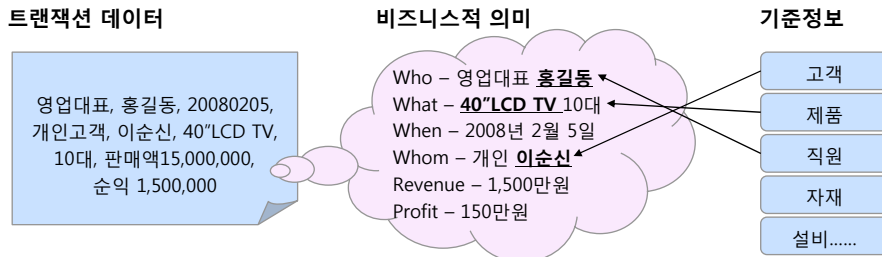 트랜잭션 데이터
비즈니스적 의미
기준정보
영업대표, 홍길동, 20080205,
개인고객, 이순신, 40"LCD TV,
10대, 판매액15,000,000,
순익 1,500,000
Who – 영업대표 홍길동
What – 40"LCD TV 10대
When – 2008년 2월 5일
Whom – 개인 이순신
Revenue – 1,500만원
Profit – 150만원
고객
제품
직원
자재
설비......